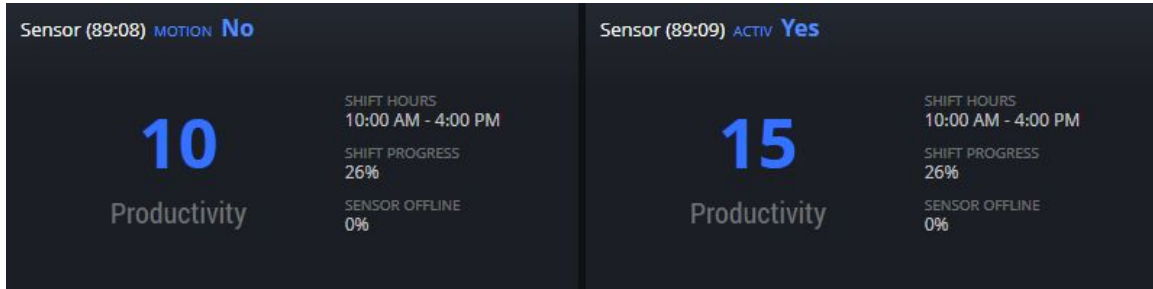 Sensor (89:08) MOTION No
10
Productivity
SHIFT HOURS
10:00 AM - 4:00 PM
SHIFT PROGRESS
26%
SENSOR OFFLINE
0%
Sensor (89:09) ACTIV Yes
15
Productivity
SHIFT HOURS
10:00 AM - 4:00 PM
SHIFT PROGRESS
26%
SENSOR OFFLINE
0%